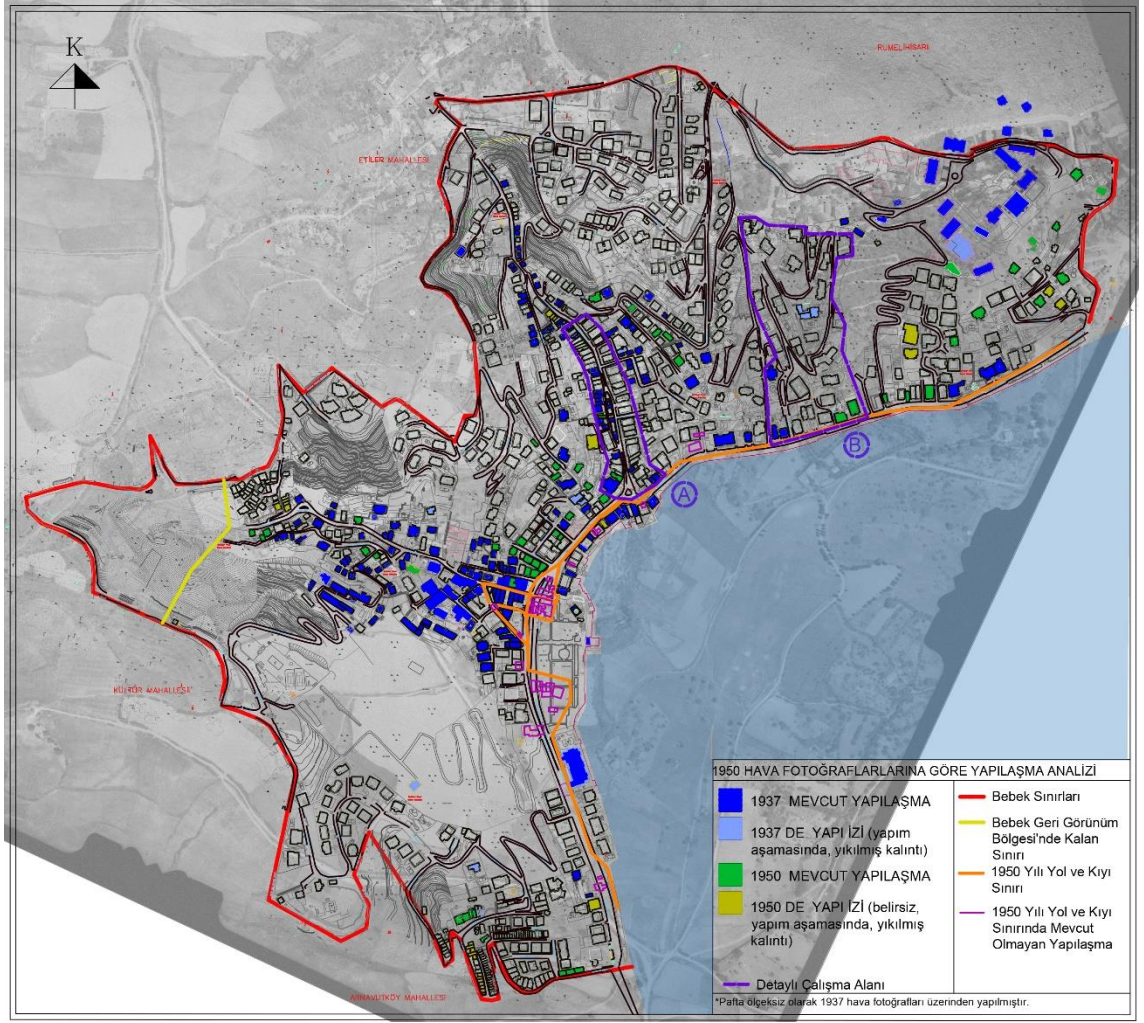 K
RUMELİHİSARI
ETİLER MAHALLESİ
A
B
KÜLTÜR MAHALLESİ
ARNAVUTKÖY MAHALLESİ
1950 HAVA FOTOĞRAFLARLARINA GÖRE YAPILAŞMA ANALİZİ
1937 MEVCUT YAPILAŞMA
1937 DE YAPI İZİ (yapım
aşamasında, yıkılmış kalıntı)
1950 MEVCUT YAPILAŞMA
1950 DE YAPI İZİ (belirsiz,
yapım aşamasında, yıkılmış
kalıntı)
Detaylı Çalışma Alanı
Bebek Sınırları
Bebek Geri Görünüm
Bölgesi'nde Kalan
Sınırı
1950 Yılı Yol ve Kıyı
Sınırı
1950 Yılı Yol ve Kıyı
Sınırında Mevcut
Olmayan Yapılaşma
*Pafta ölçeksiz olarak 1937 hava fotoğrafları üzerinden yapılmıştır.